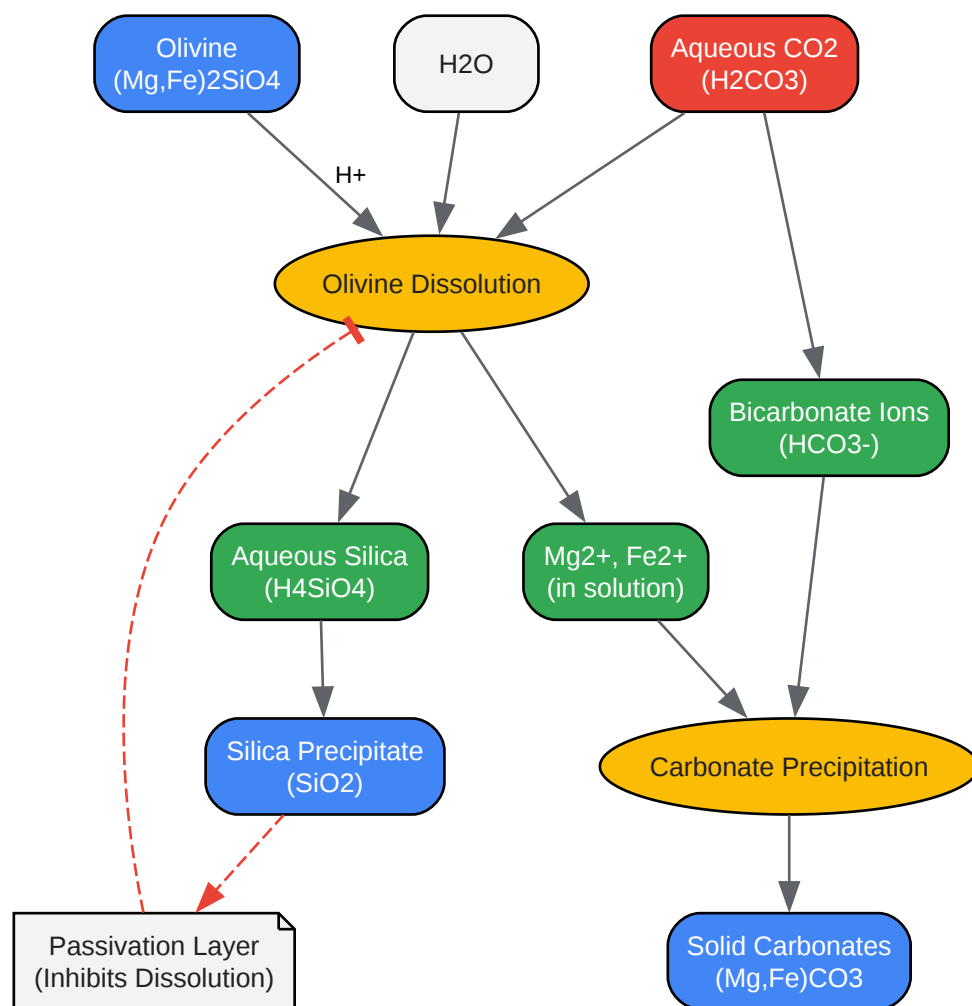 Olivine
(Mg,Fe)2SiO4
H2O
Aqueous CO2
(H2CO3)
H+
Olivine Dissolution
Bicarbonate Ions
(HCO3-)
Aqueous Silica
(H4SiO4)
Mg2+, Fe2+
(in solution)
Silica Precipitate
(SiO2)
Carbonate Precipitation
Passivation Layer
(Inhibits Dissolution)
Solid Carbonates
(Mg,Fe)CO3